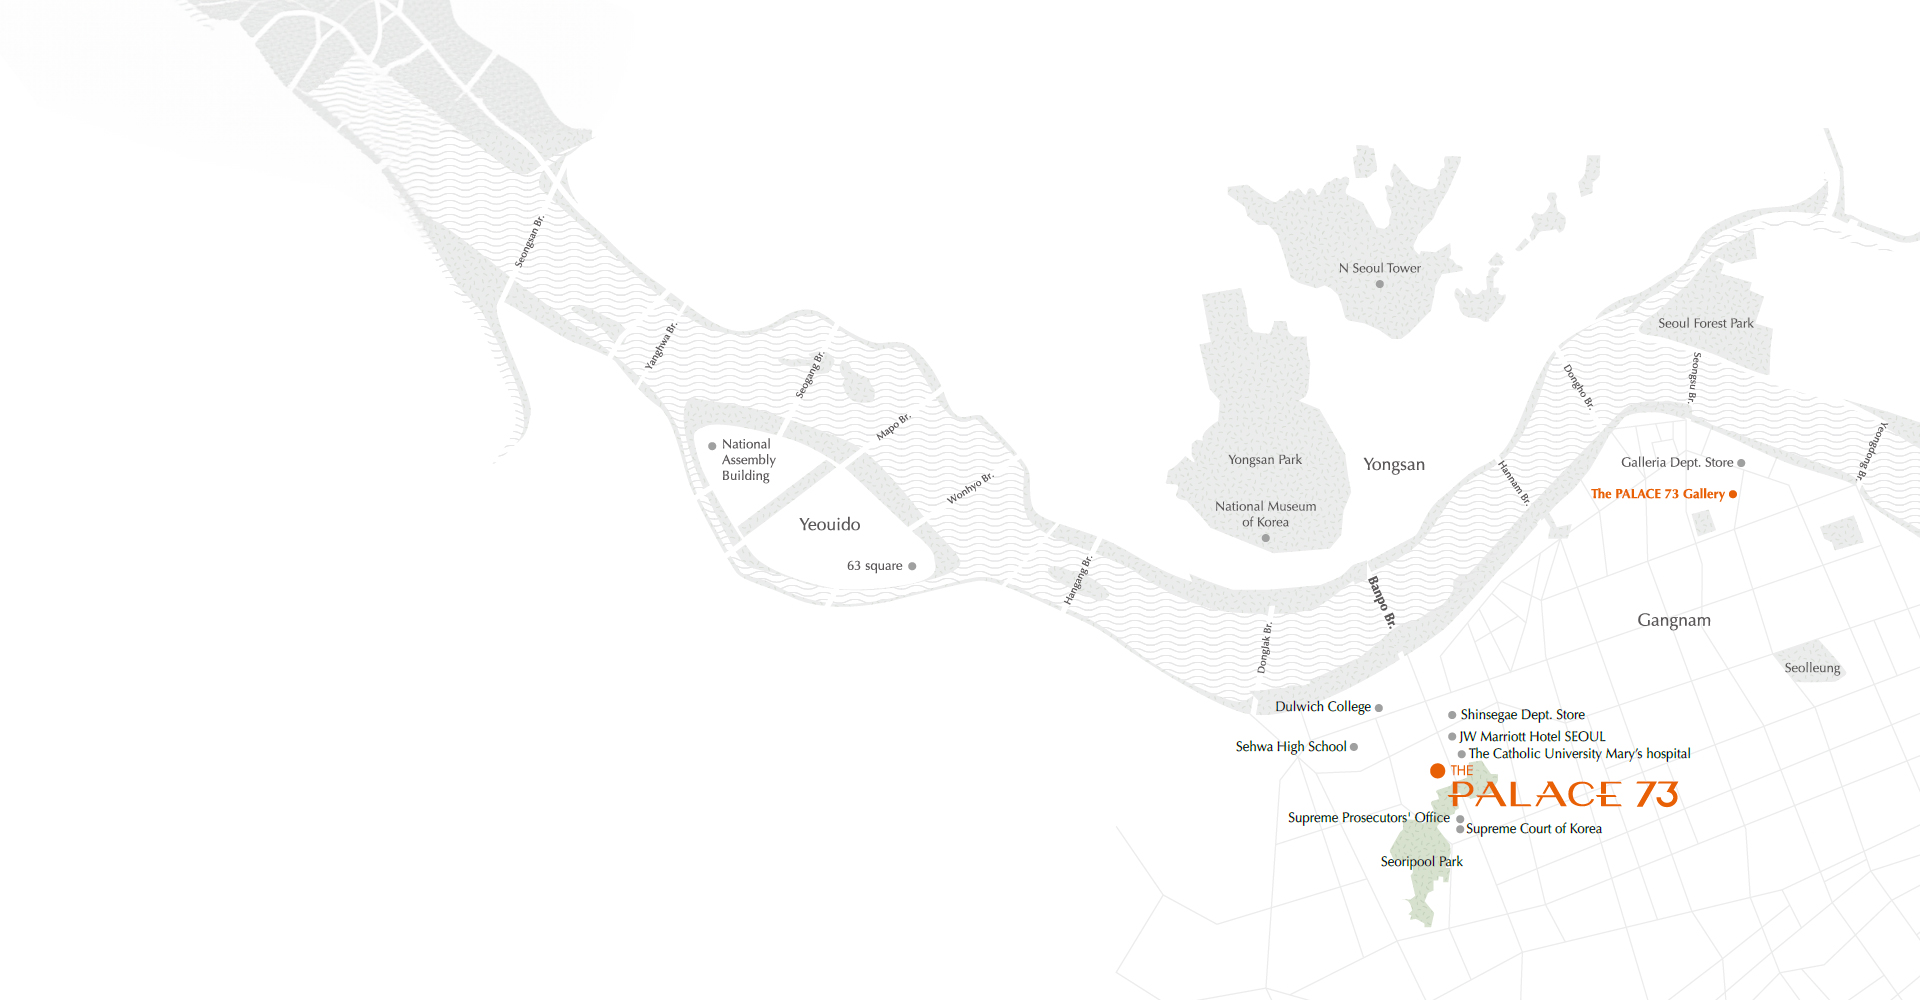 Seongsan Br.
N Seoul Tower
Seoul Forest Park
Yanghwa Br.
Seogang Br.
Dongho Br.
Seongsu Br.
Mapo Br.
Yeongdong Br.
National
Assembly
Building
Yongsan Park
Yongsan
Galleria Dept. Store
Wonhyo Br.
Hannam Br.
The PALACE 73 Gallery
National Museum
of Korea
Yeouido
63 square
Hangang Br.
Banpo Br.
Gangnam
Dongjak Br.
Seolleung
Dulwich College
Shinsegae Dept. Store
Sehwa High School
JW Marriott Hotel SEOUL
The Catholic University Mary's hospital
THE
PALACE 73
Supreme Prosecutors' Office
Supreme Court of Korea
Seoripool Park